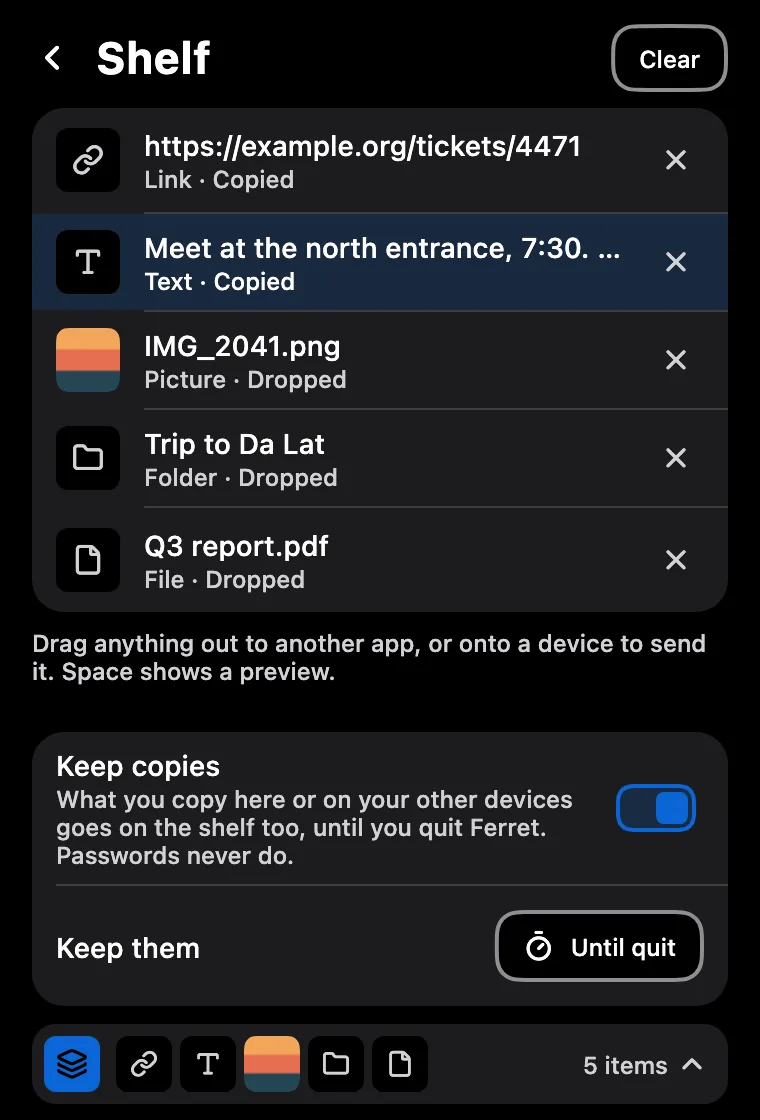 Shelf
Clear
https://example.org/tickets/4471
Link · Copied
Meet at the north entrance, 7:30. ...
Text · Copied
IMG_2041.png
Picture · Dropped
Trip to Da Lat
Folder · Dropped
Q3 report.pdf
File · Dropped
Drag anything out to another app, or onto a device to send
it. Space shows a preview.
Keep copies
What you copy here or on your other devices
goes on the shelf too, until you quit Ferret.
Passwords never do.
Keep them
Until quit
5 items